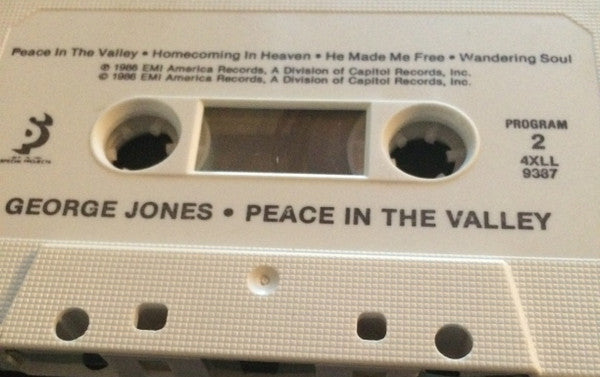 Peace In The Valley • Homecoming In Heaven • He Made Me Free • Wandering Soul
℗ 1986 EMI America Records, A Division of Capitol Records, Inc.
© 1986 EMI America Records, A Division of Capitol Records, Inc.
PROGRAM
2
4XLL
9387
SPECIAL PROJECTS
GEORGE JONES • PEACE IN THE VALLEY